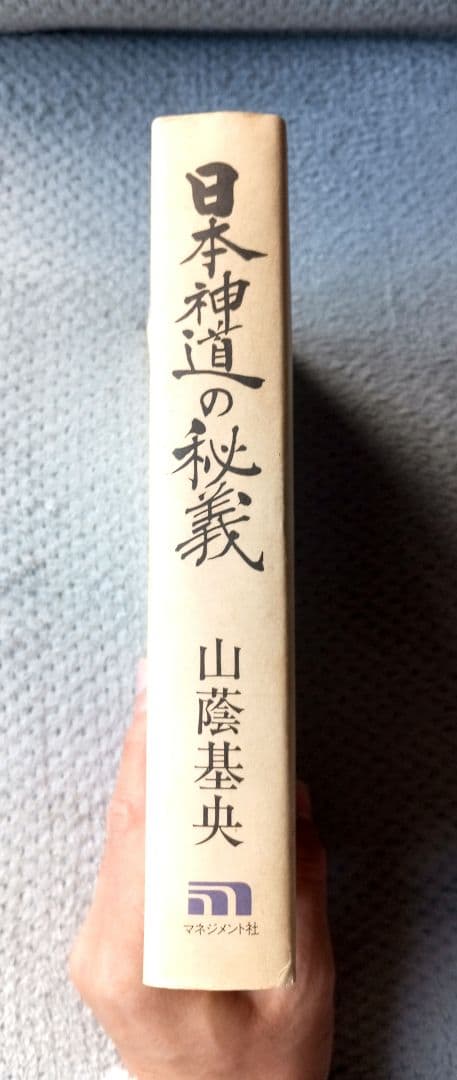 日本神道の秘義
山蔭基央
マネジメント社